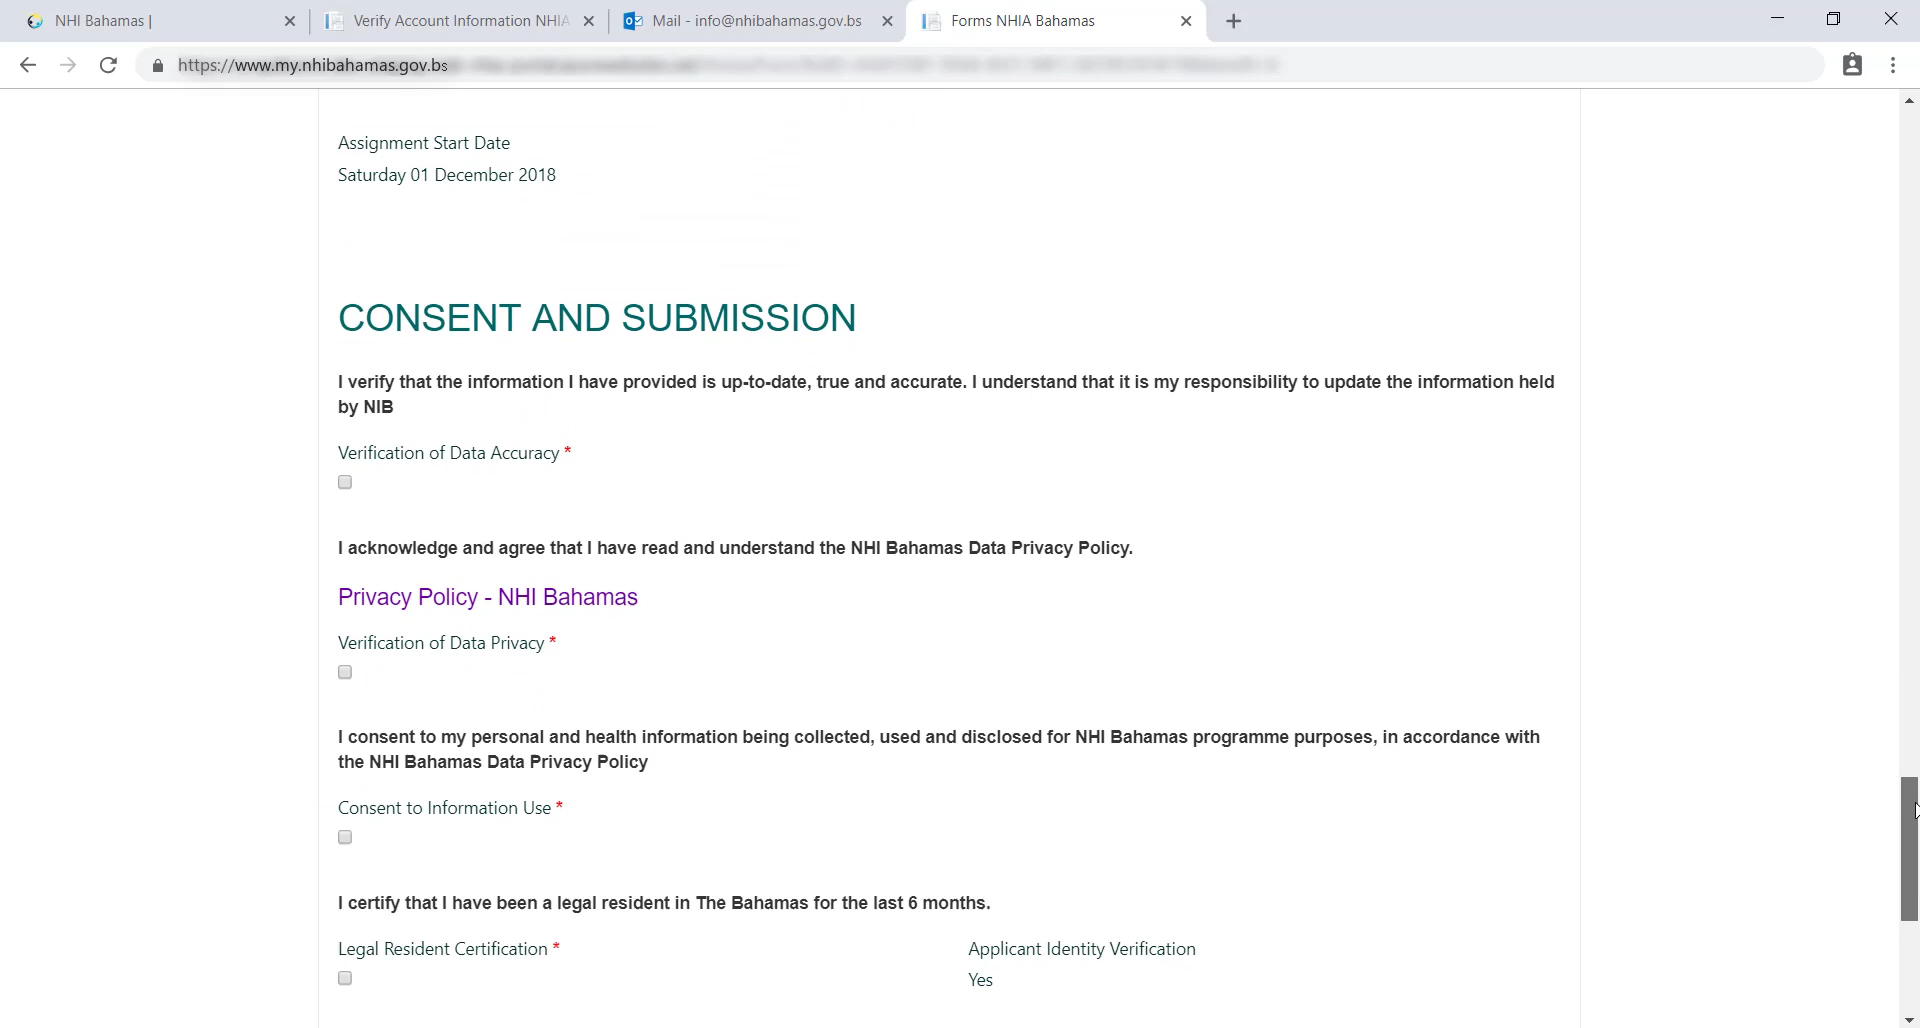 NHI Bahamas |
Verify Account Information NHIA
Mail - info@nhibahamas.gov.bs
Forms NHIA Bahamas
https://www.my.nhibahamas.gov.bs
Assignment Start Date
Saturday 01 December 2018
CONSENT AND SUBMISSION
I verify that the information I have provided is up-to-date, true and accurate. I understand that it is my responsibility to update the information held
by NIB
Verification of Data Accuracy *
I acknowledge and agree that I have read and understand the NHI Bahamas Data Privacy Policy.
Privacy Policy - NHI Bahamas
Verification of Data Privacy *
I consent to my personal and health information being collected, used and disclosed for NHI Bahamas programme purposes, in accordance with
the NHI Bahamas Data Privacy Policy
Consent to Information Use *
I certify that I have been a legal resident in The Bahamas for the last 6 months.
Legal Resident Certification *
Applicant Identity Verification
Yes